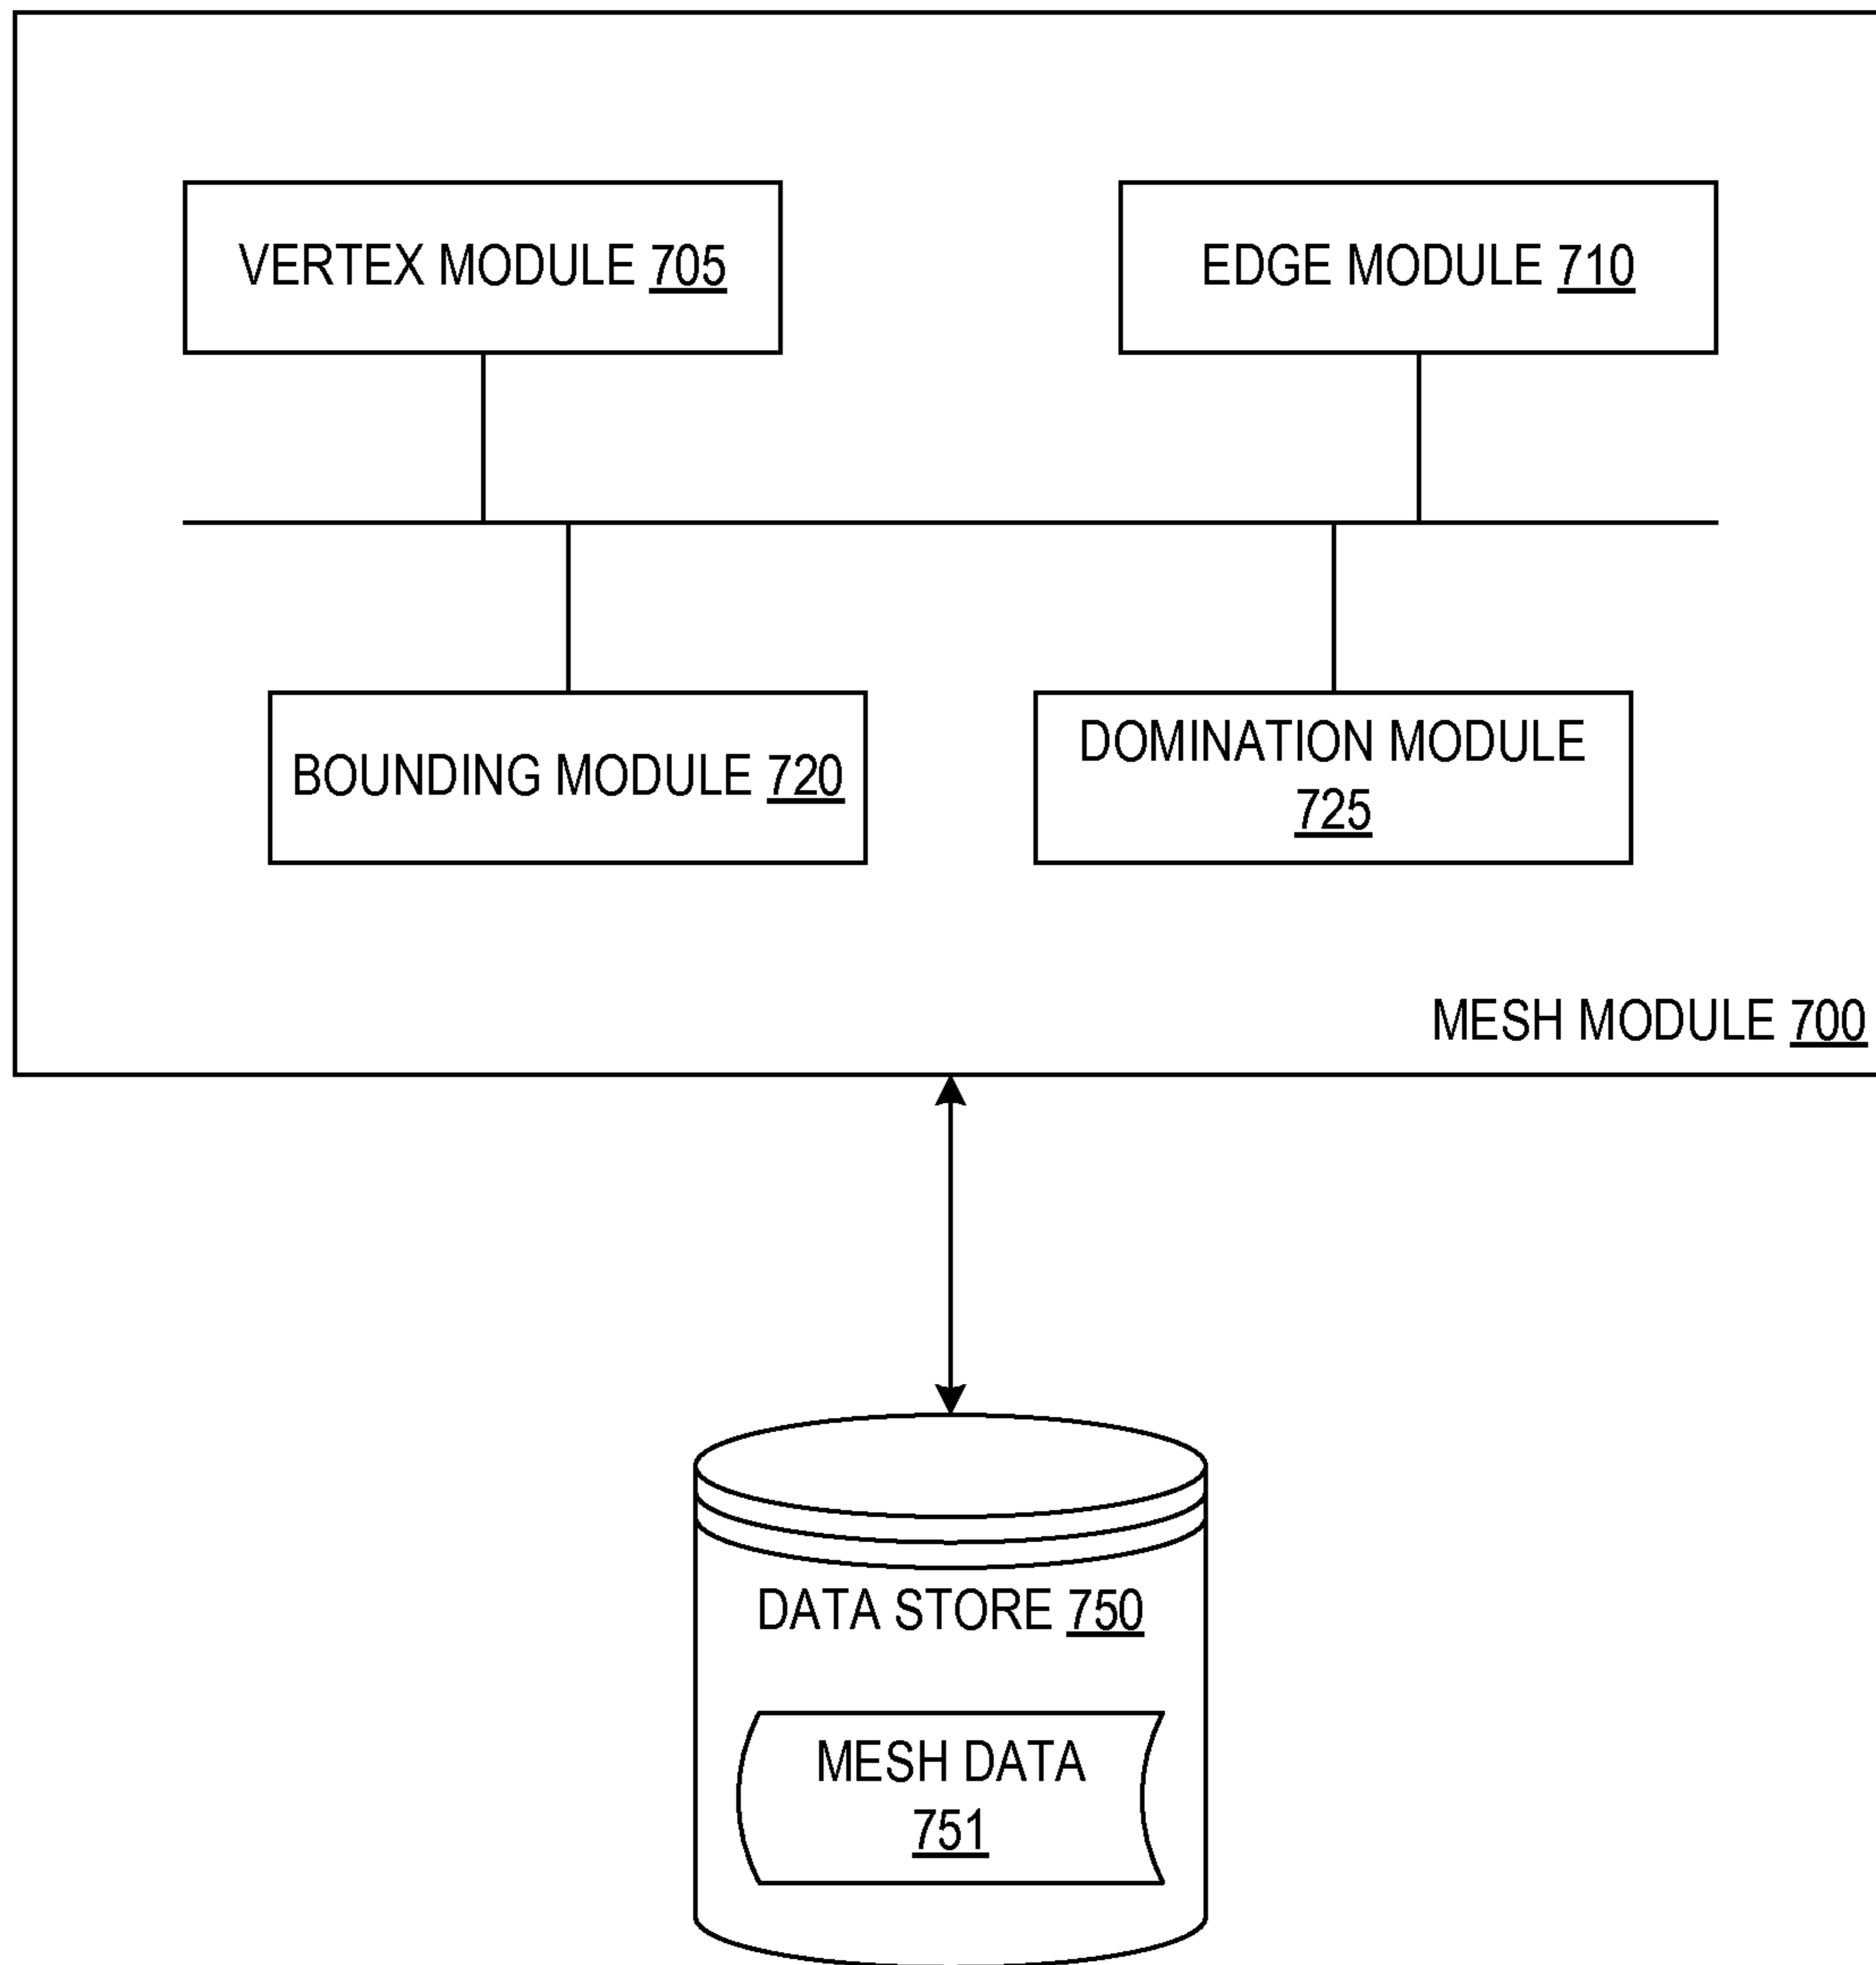 VERTEX MODULE 705
EDGE MODULE 710
BOUNDING MODULE 720
DOMINATION MODULE
725
MESH MODULE 700
DATA STORE 750
MESH DATA
751